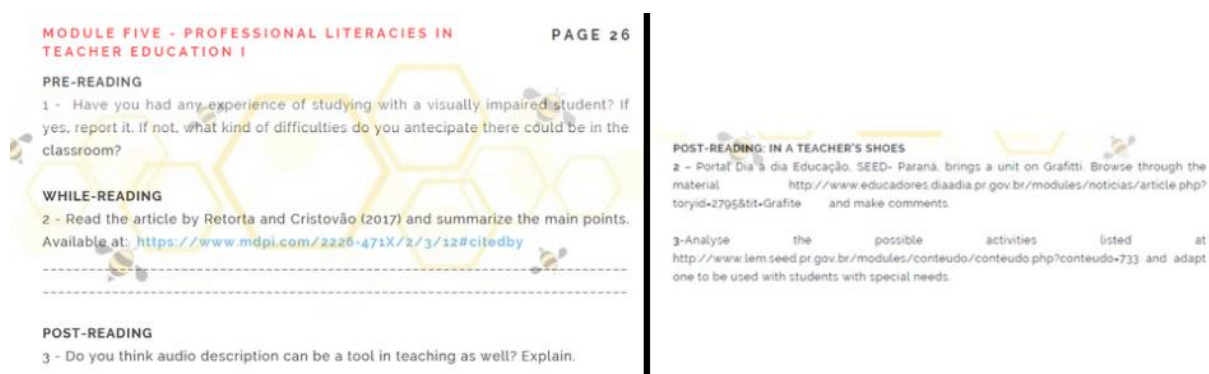 MODULE FIVE - PROFESSIONAL LITERACIES IN
TEACHER EDUCATION I
PAGE 26
PRE-READING
1 - Have you had any experience of studying with a visually impaired student? If
yes, report it. If not, what kind of difficulties do you antecipate there could be in the
classroom?
WHILE-READING
2 - Read the article by Retorta and Cristovão (2017) and summarize the main points.
Available at: https://www.mdpi.com/2226-471X/2/3/12#citedby
POST-READING
3 - Do you think audio description can be a tool in teaching as well? Explain.
POST-READING: IN A TEACHER'S SHOES
2 – Portal Dia a dia Educação, SEED- Paraná, brings a unit on Grafitti. Browse through the
material http://www.educadores.diaadia.pr.gov.br/modules/noticias/article.php?
toryid=2795&tit=Grafite and make comments.
3-Analyse the possible activities listed at
http://www.lem.seed.pr.gov.br/modules/conteudo/conteudo.php?conteudo=733 and adapt
one to be used with students with special needs.